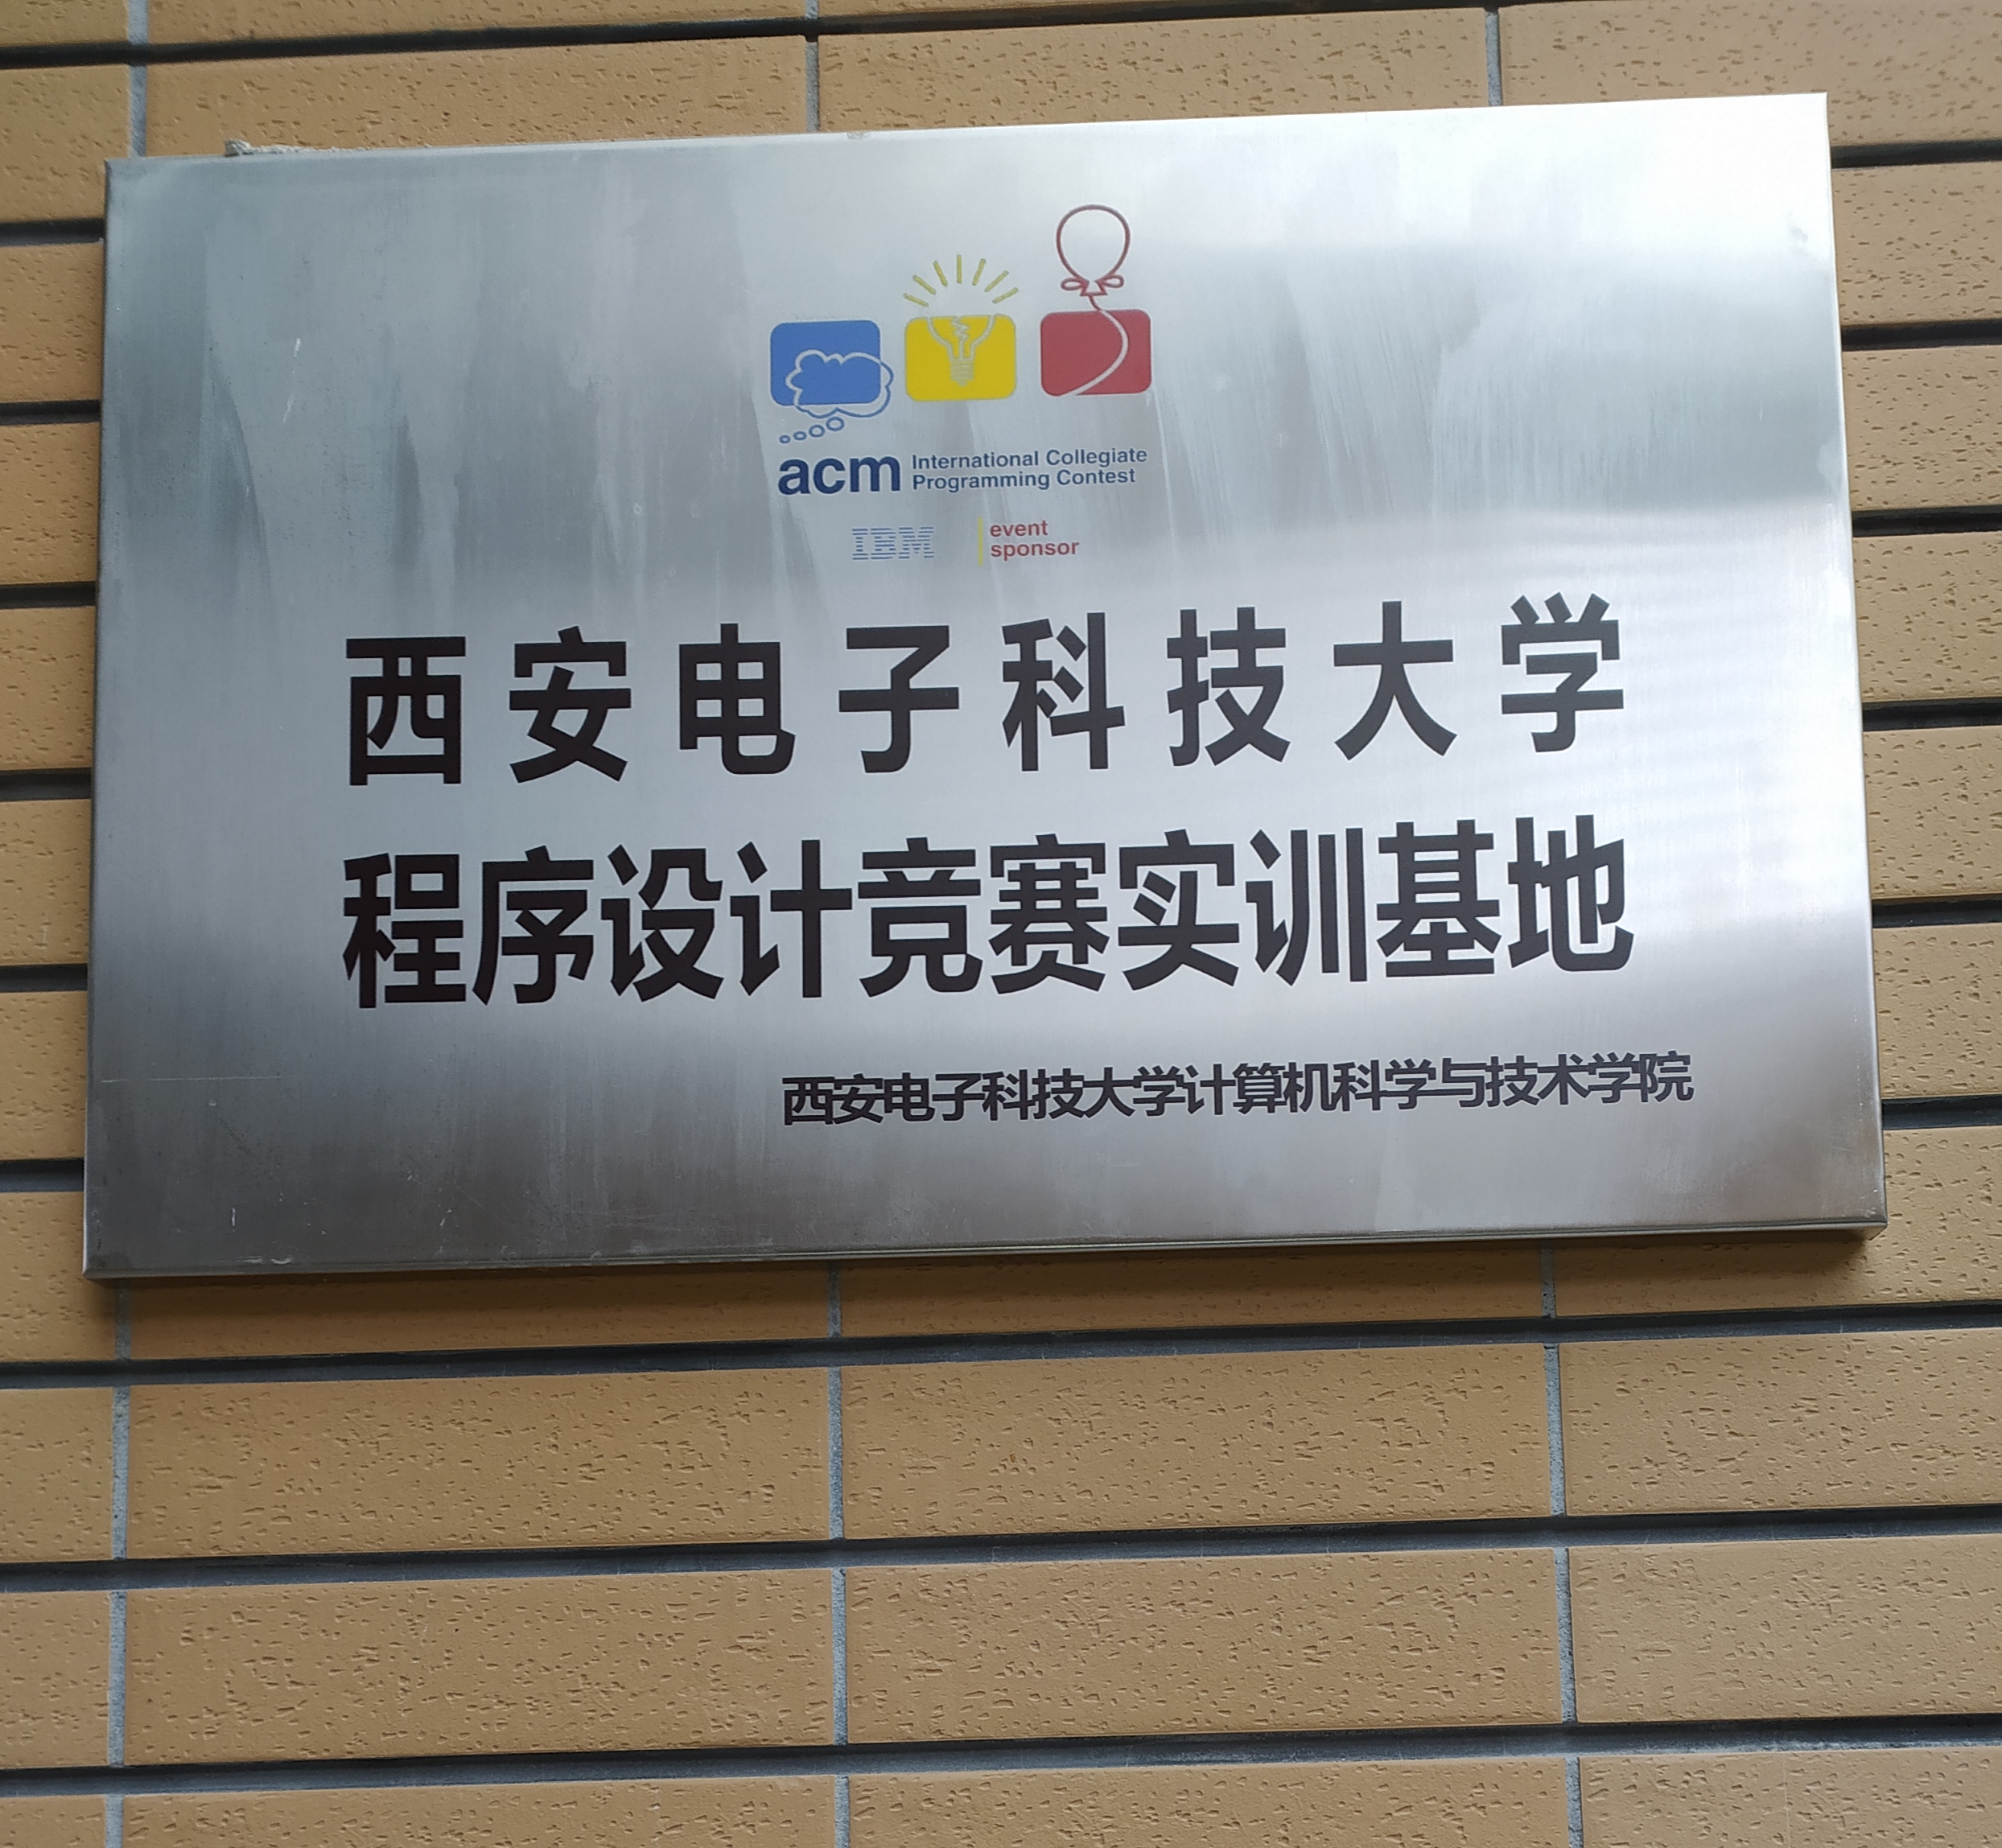 acm International Collegiate
Programming Contest
IBM event
sponsor
西安电子科技大学
程序设计竞赛实训基地
西安电子科技大学计算机科学与技术学院